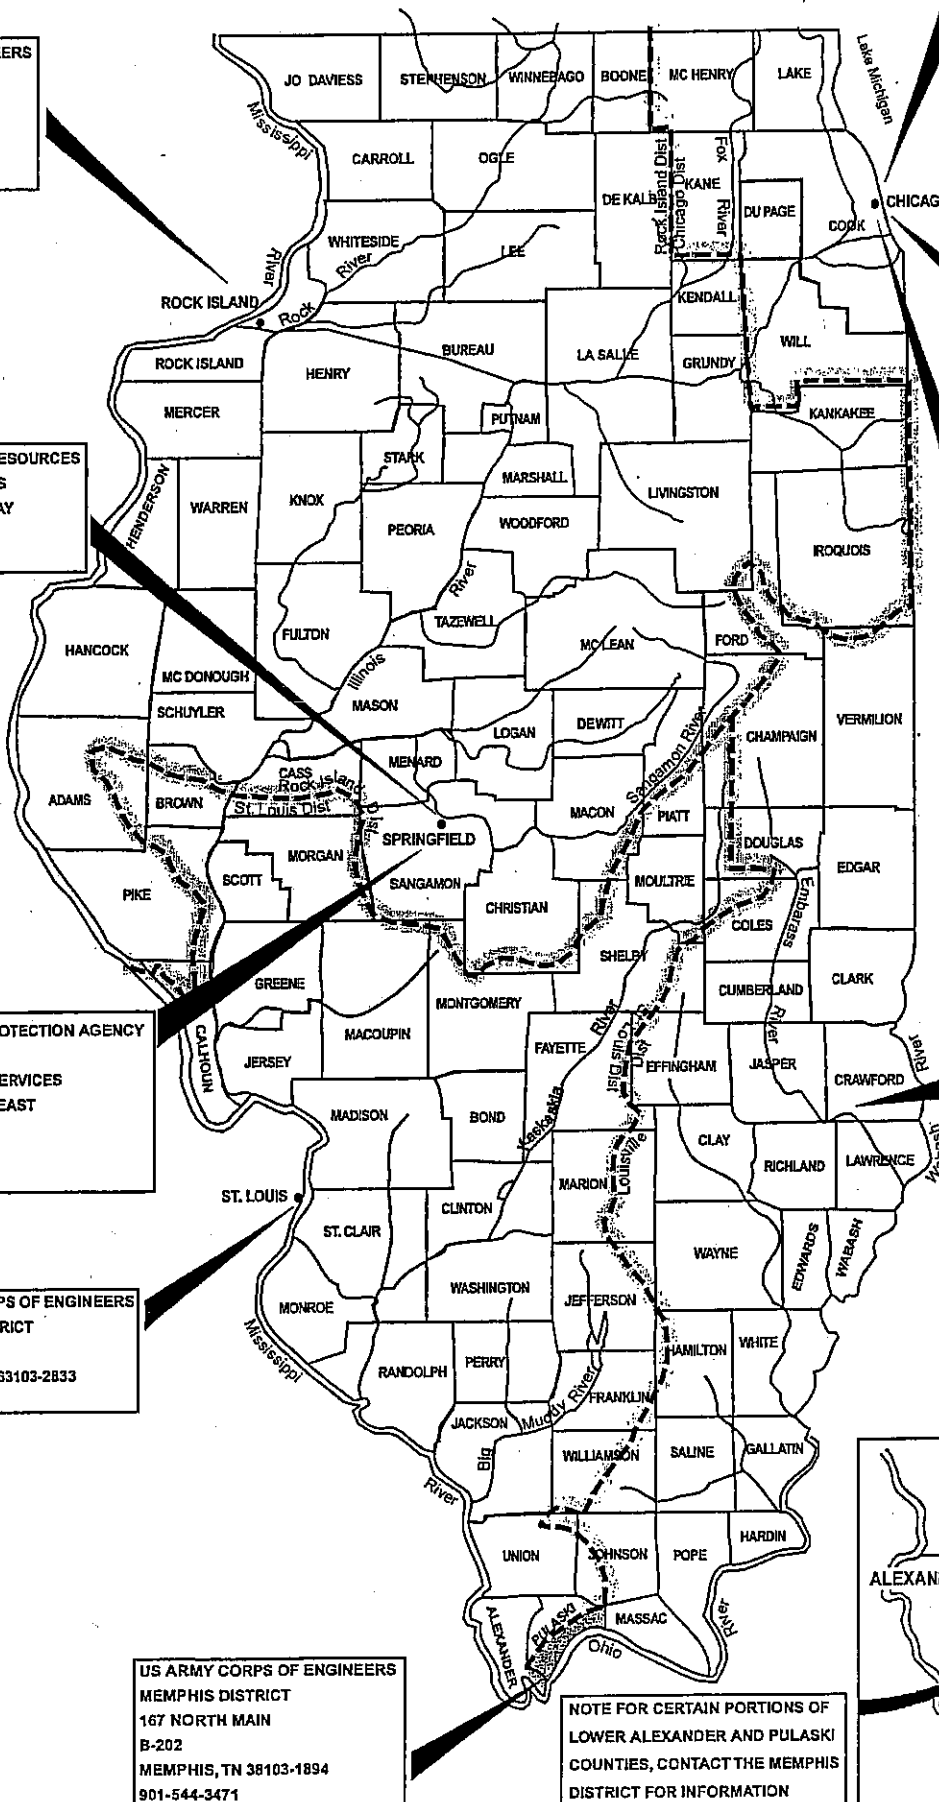 EERS
JO DAVIESS
STEPHENSON
WINNEBAGO
BOONE
MC HENRY
LAKE
Lake Michigan
Mississippi
River
CARROLL
OGLE
DE KALB
Rock Island Dist
Chicago Dist
KANE
Fox
River
DU PAGE
COOK
CHICAG
WHITESIDE
River
LEE
ROCK ISLAND
Rock
KENDALL
ROCK ISLAND
HENRY
BUREAU
LA SALLE
GRUNDY
WILL
MERCER
PUTNAM
KANKAKEE
ESOURCES
S
AY
HENDERSON
WARREN
KNOX
STARK
MARSHALL
LIVINGSTON
PEORIA
WOODFORD
IROQUOIS
River
TAZEWELL
FULTON
MC LEAN
FORD
HANCOCK
MC DONOUGH
Illinois
MASON
SCHUYLER
LOGAN
DEWITT
VERMILION
CHAMPAIGN
Sangamon River
MENARD
CASS
Rock Island
Dist
St. Louis Dist
ADAMS
BROWN
MACON
PIATT
SPRINGFIELD
DOUGLAS
MORGAN
SCOTT
SANGAMON
MOULTRIE
EDGAR
PIKE
CHRISTIAN
COLES
Embarass
River
SHELBY
GREENE
CUMBERLAND
CLARK
MONTGOMERY
OTECTION AGENCY
ERVICES
EAST
CALHOUN
MACOUPIN
FAYETTE
River
Louis Dist
Dist
JERSEY
EFFINGHAM
JASPER
CRAWFORD
River
Wabash
MADISON
BOND
Kaskaskia
CLAY
Louisville
RICHLAND
LAWRENCE
MARION
ST. LOUIS
CLINTON
ST. CLAIR
WAYNE
EDWARDS
WABASH
WASHINGTON
PS OF ENGINEERS
RICT
63103-2833
MONROE
JEFFERSON
Mississippi
River
HAMILTON
WHITE
RANDOLPH
PERRY
FRANKLIN
Big
Muddy River
JACKSON
WILLIAMSON
SALINE
GALLATIN
HARDIN
UNION
JOHNSON
POPE
ALEXAN
ALEXANDER
PULASKI
MASSAC
Ohio
River
US ARMY CORPS OF ENGINEERS
MEMPHIS DISTRICT
167 NORTH MAIN
B-202
MEMPHIS, TN 38103-1894
901-544-3471
NOTE FOR CERTAIN PORTIONS OF
LOWER ALEXANDER AND PULASKI
COUNTIES, CONTACT THE MEMPHIS
DISTRICT FOR INFORMATION